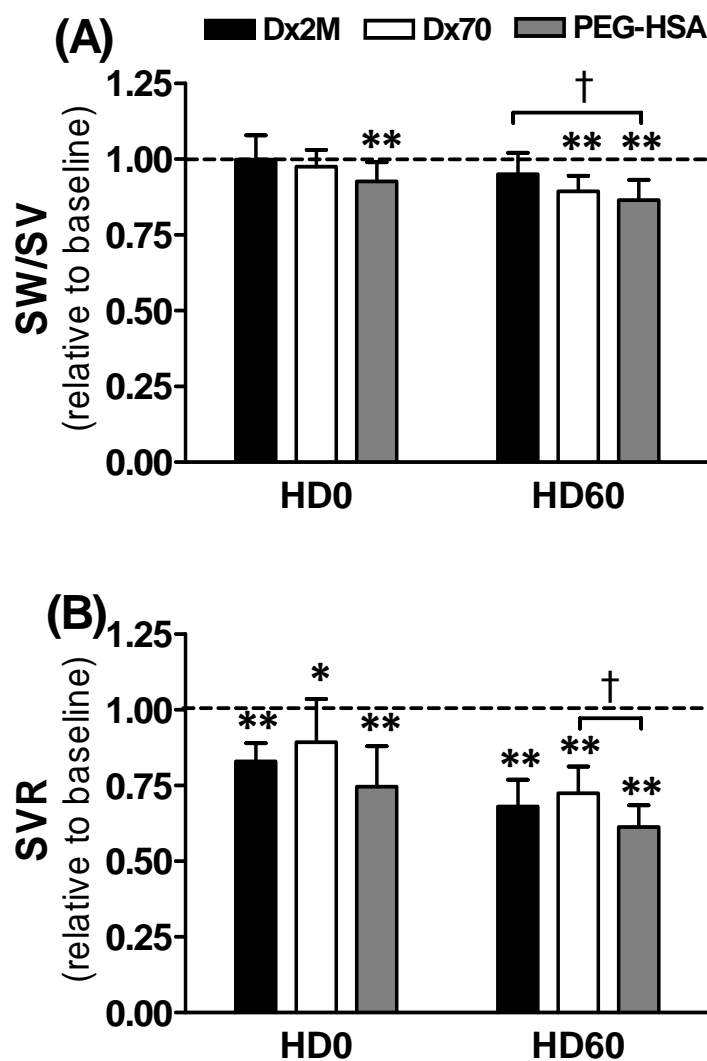 (A) Dx2M Dx70 PEG-HSA
SW/SV
(relative to baseline)
1.25
1.00
0.75
0.50
0.25
0.00
** † ** **
HD0 HD60
(B)
SVR
(relative to baseline)
1.25
1.00
0.75
0.50
0.25
0.00
** * ** ** ** † **
HD0 HD60